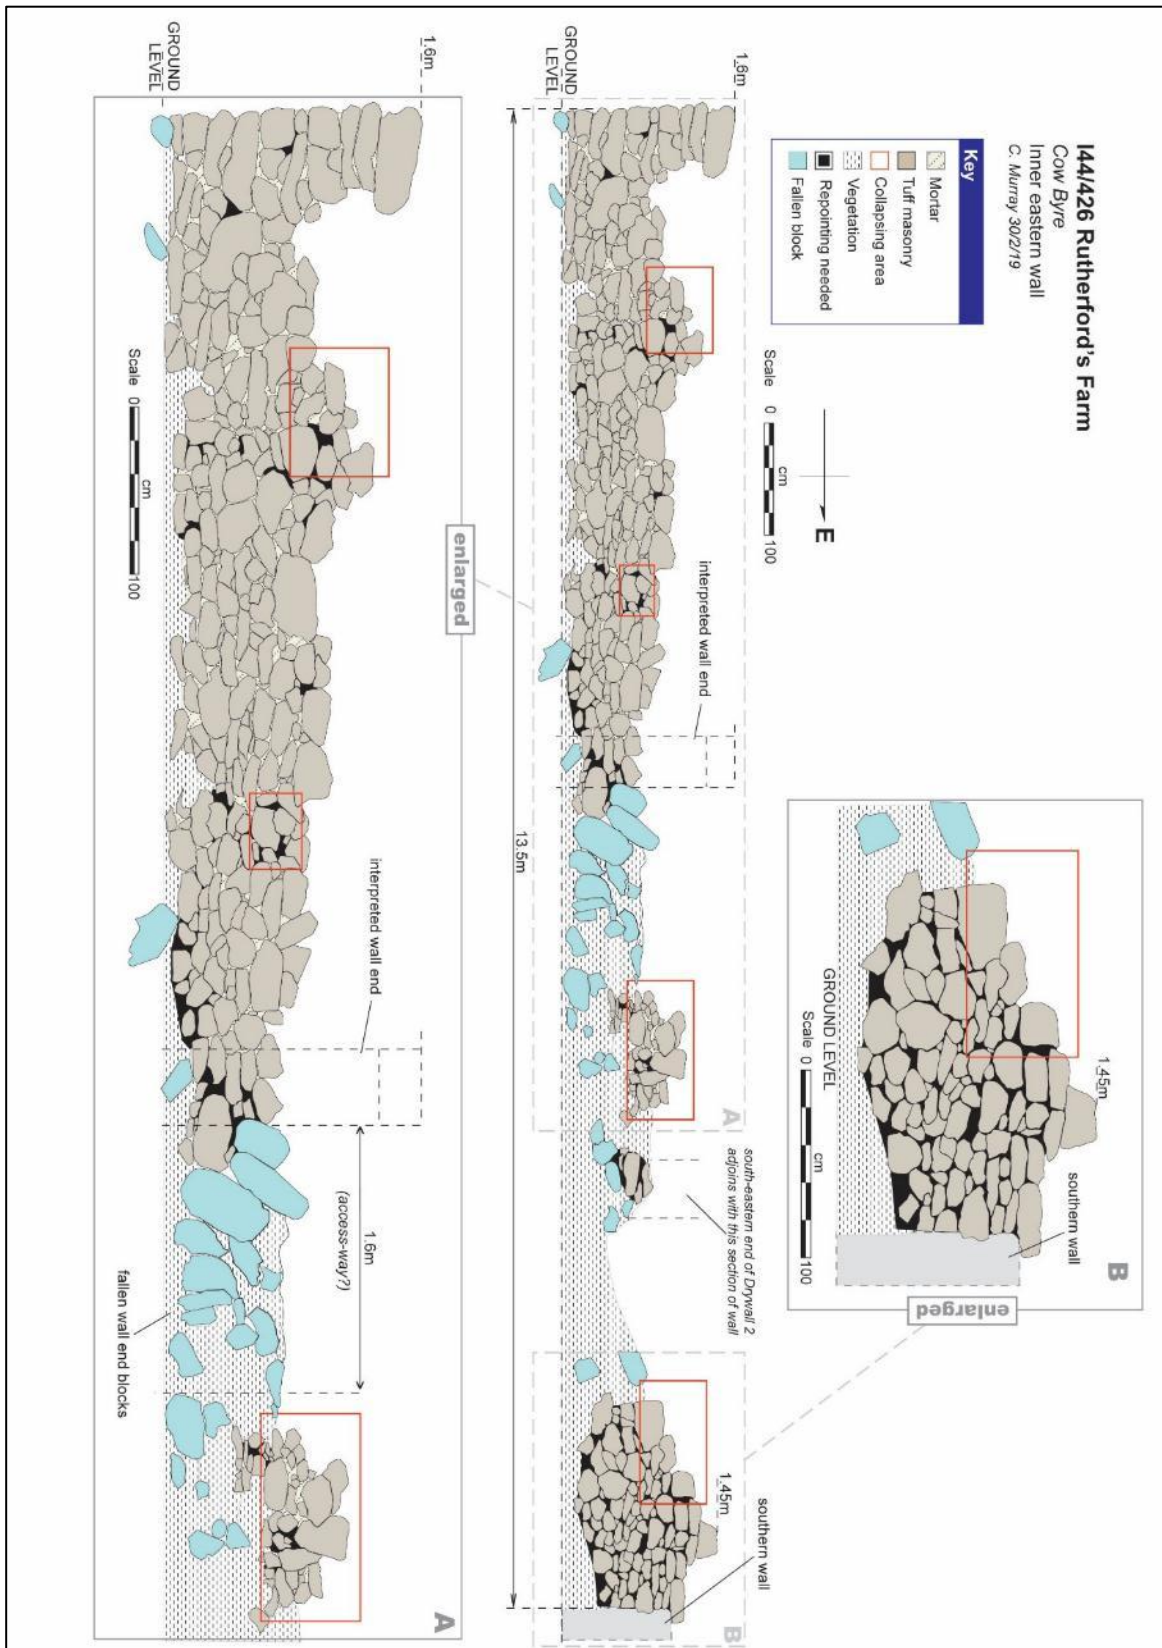 I44/426 Rutherford's Farm
Cow Byre
Inner eastern wall
C. Murray 30/2/19
Key
Mortar
Tuff masonry
Collapsing area
Vegetation
Repointing needed
Fallen block
E
Scale 0 cm 100
1.6m
GROUND
LEVEL
interpreted wall end
13.5m
A
south-eastern end of Drywall 2
adjoins with this section of wall
1.45m
southern wall
B
enlarged
GROUND LEVEL
Scale 0 cm 100
1.45m
southern wall
B
enlarged
1.6m
GROUND
LEVEL
Scale 0 cm 100
interpreted wall end
1.6m
(access-way?)
fallen wall end blocks
A